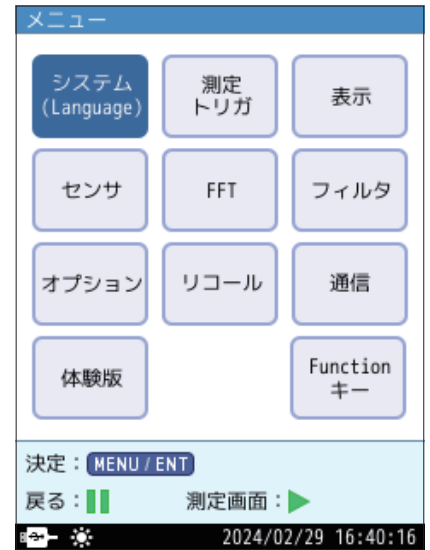 メニュー
システム
(Language)
測定
トリガ
表示
センサ
FFT
フィルタ
オプション
リコール
通信
体験版
Function
キー
決定：MENU/ENT
戻る：
測定画面：
2024/02/29 16:40:16